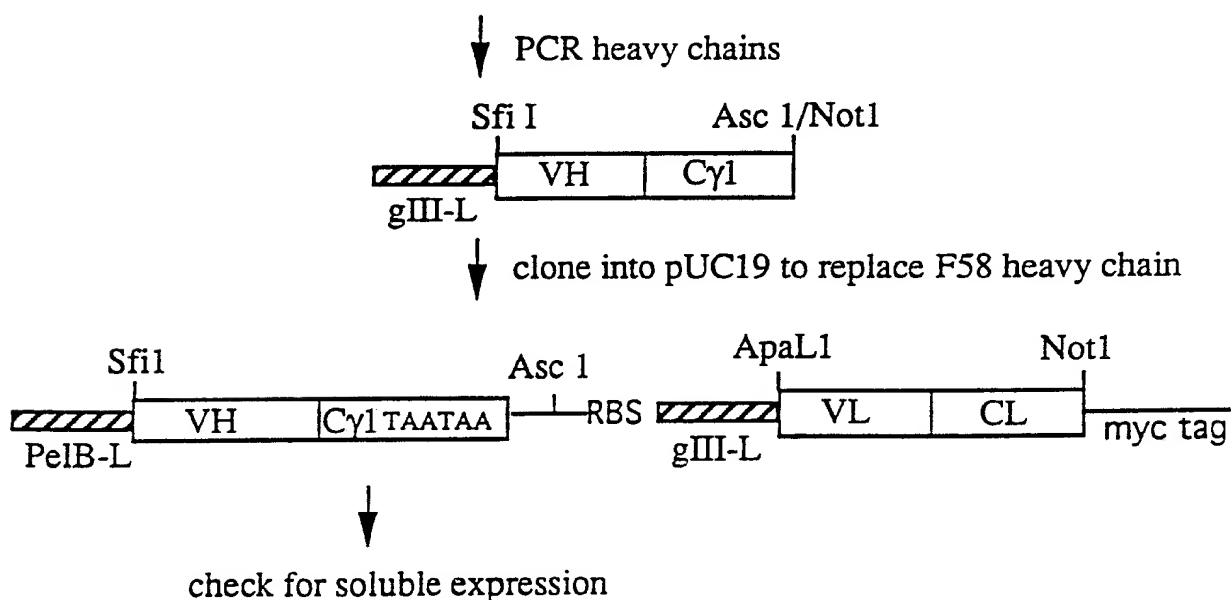 PCR heavy chains
Sfi I Asc 1/Not1
VH Cγ1
gIII-L
clone into pUC19 to replace F58 heavy chain
Sfi1 Asc 1 ApaL1 Not1
VH Cγ1 TAATAA RBS VL CL myc tag
PelB-L gIII-L
check for soluble expression